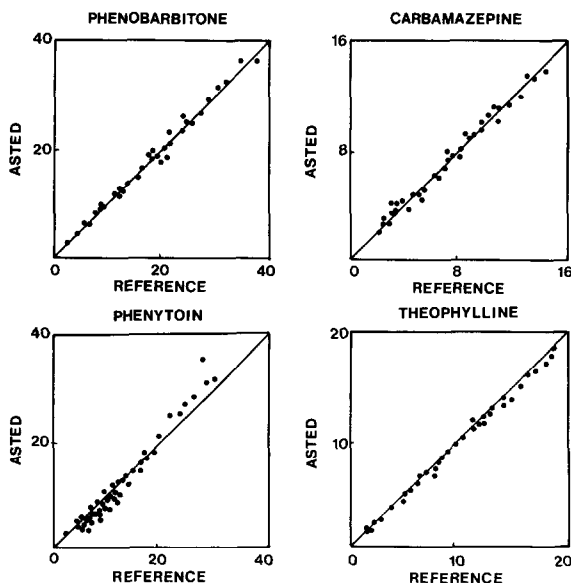 PHENOBARBITONE
CARBAMAZEPINE
40
20
ASTED
0 20 40
REFERENCE
16
8
ASTED
0 8 16
REFERENCE
PHENYTOIN
THEOPHYLLINE
40
20
ASTED
0 20 40
REFERENCE
20
10
ASTED
0 10 20
REFERENCE